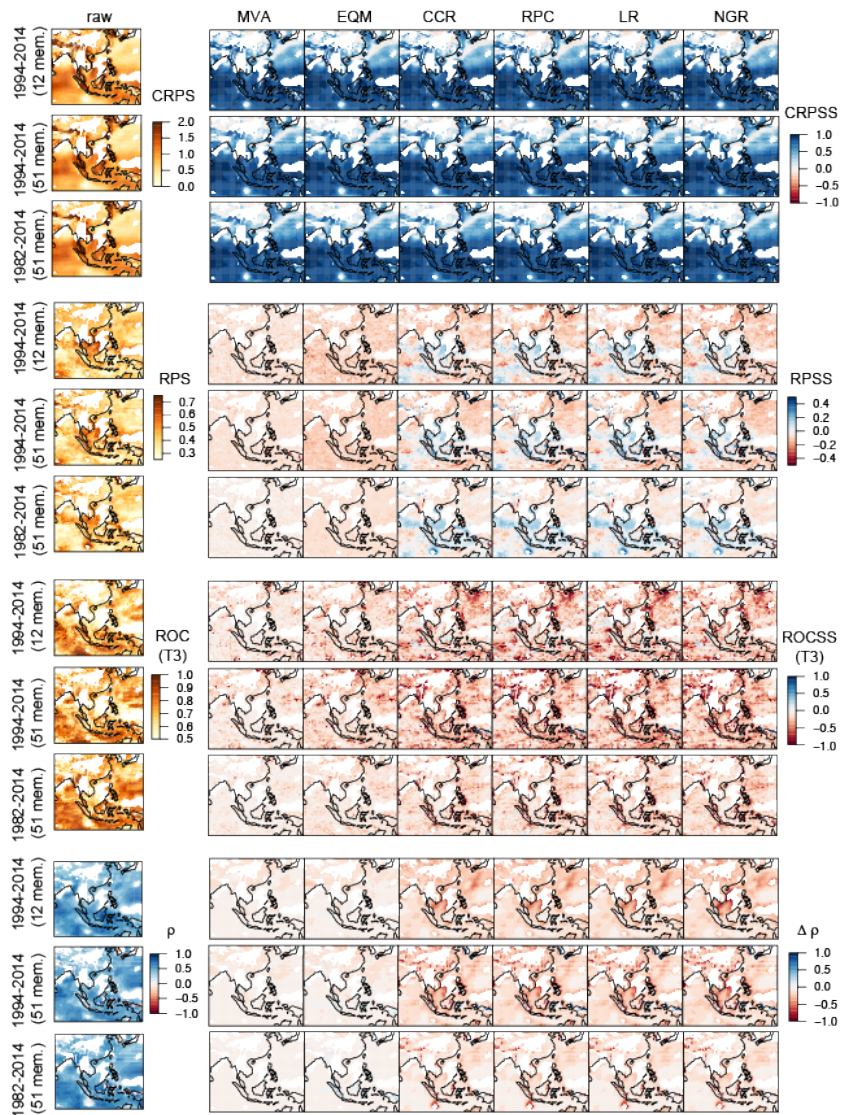 raw MVA EQM CCR RPC LR NGR
1994-2014
(12 mem.)
CRPS
2.0
1.5
1.0
0.5
0.0
CRPSS
1.0
0.5
0.0
−0.5
−1.0
1994-2014
(51 mem.)
1982-2014
(51 mem.)
1994-2014
(12 mem.)
RPS
0.7
0.6
0.5
0.4
0.3
RPSS
0.4
0.2
0.0
−0.2
−0.4
1994-2014
(51 mem.)
1982-2014
(51 mem.)
1994-2014
(12 mem.)
ROC
(T3)
1.0
0.9
0.8
0.7
0.6
0.5
ROCSS
(T3)
1.0
0.5
0.0
−0.5
−1.0
1994-2014
(51 mem.)
1982-2014
(51 mem.)
1994-2014
(12 mem.)
ρ
1.0
0.5
0.0
−0.5
−1.0
Δ ρ
1.0
0.5
0.0
−0.5
−1.0
1994-2014
(51 mem.)
1982-2014
(51 mem.)